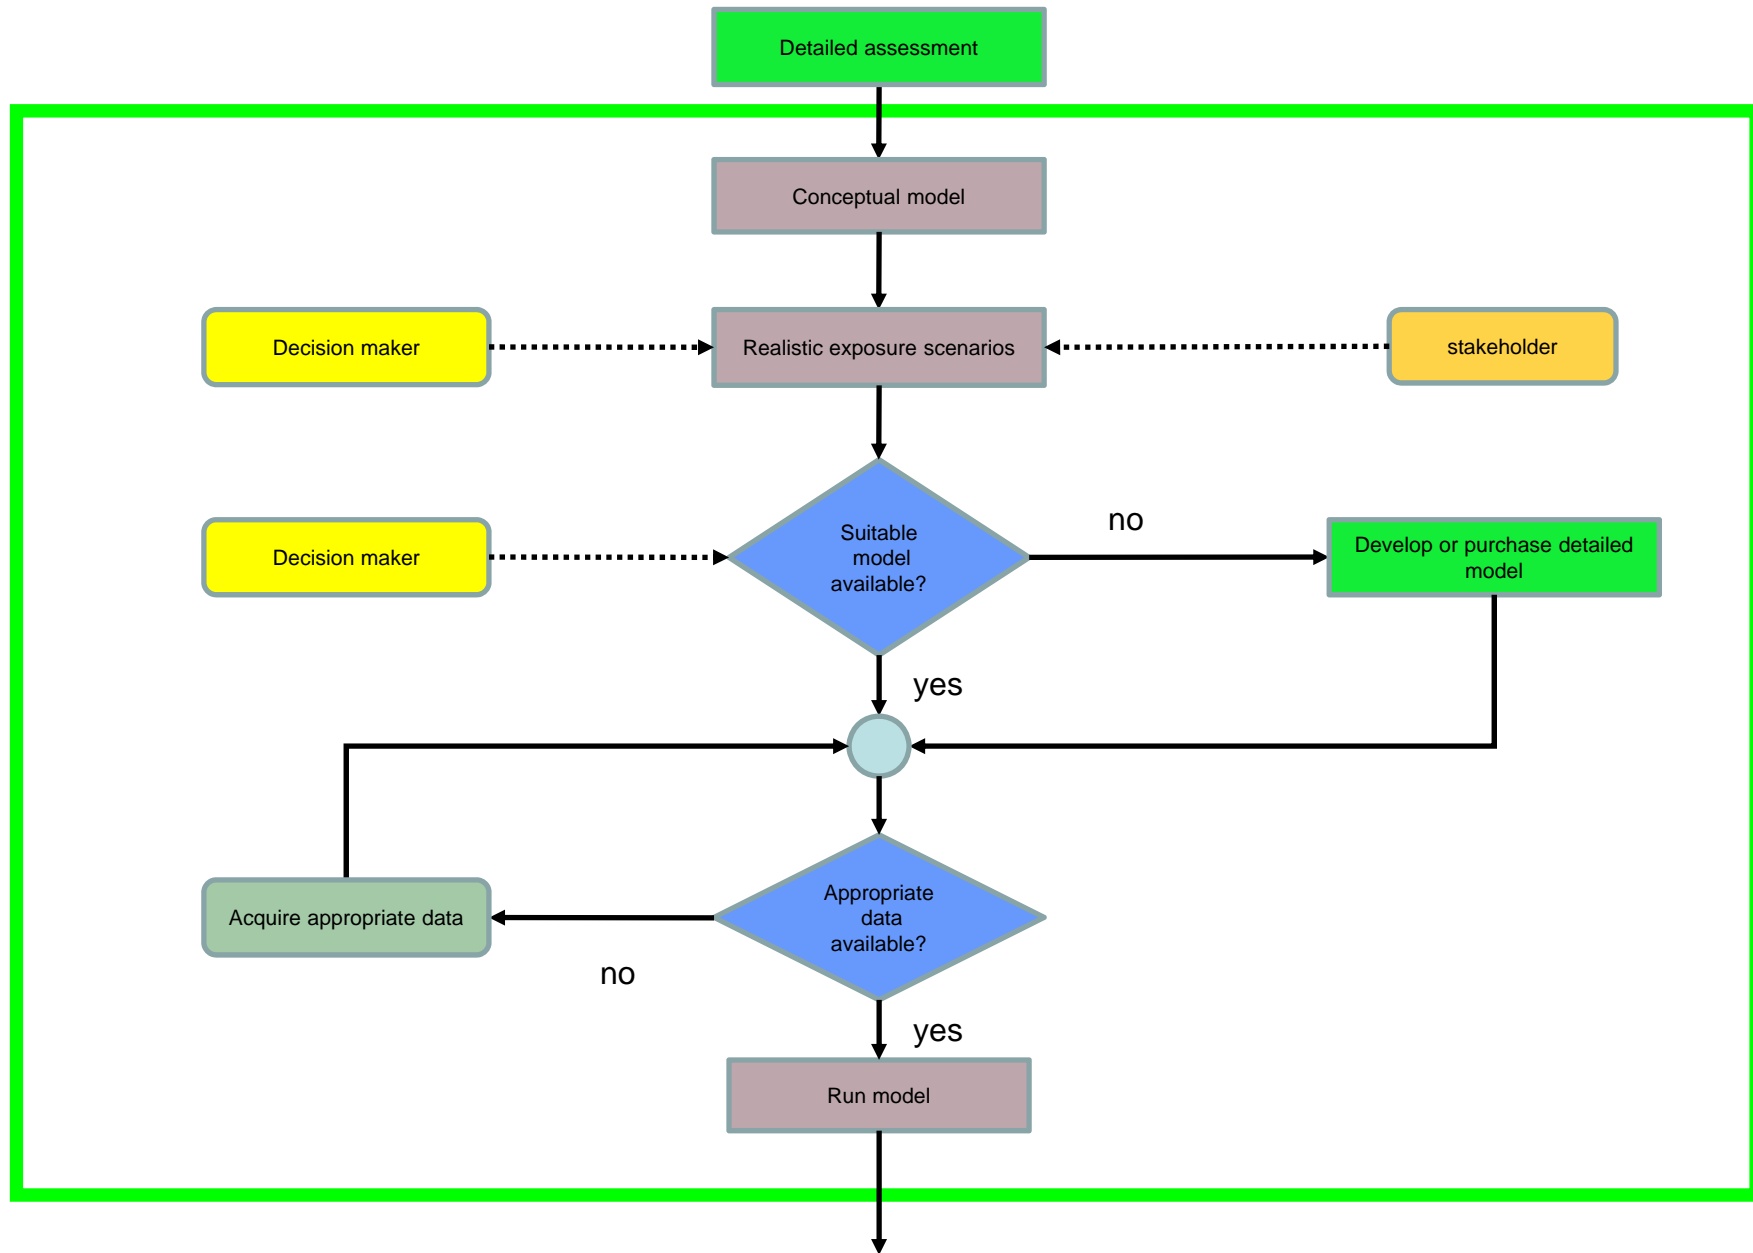 Detailed assessment
Conceptual model
Decision maker
Realistic exposure scenarios
stakeholder
Decision maker
Suitable
model
available?
no
Develop or purchase detailed
model
yes
Acquire appropriate data
Appropriate
data
available?
no
yes
Run model